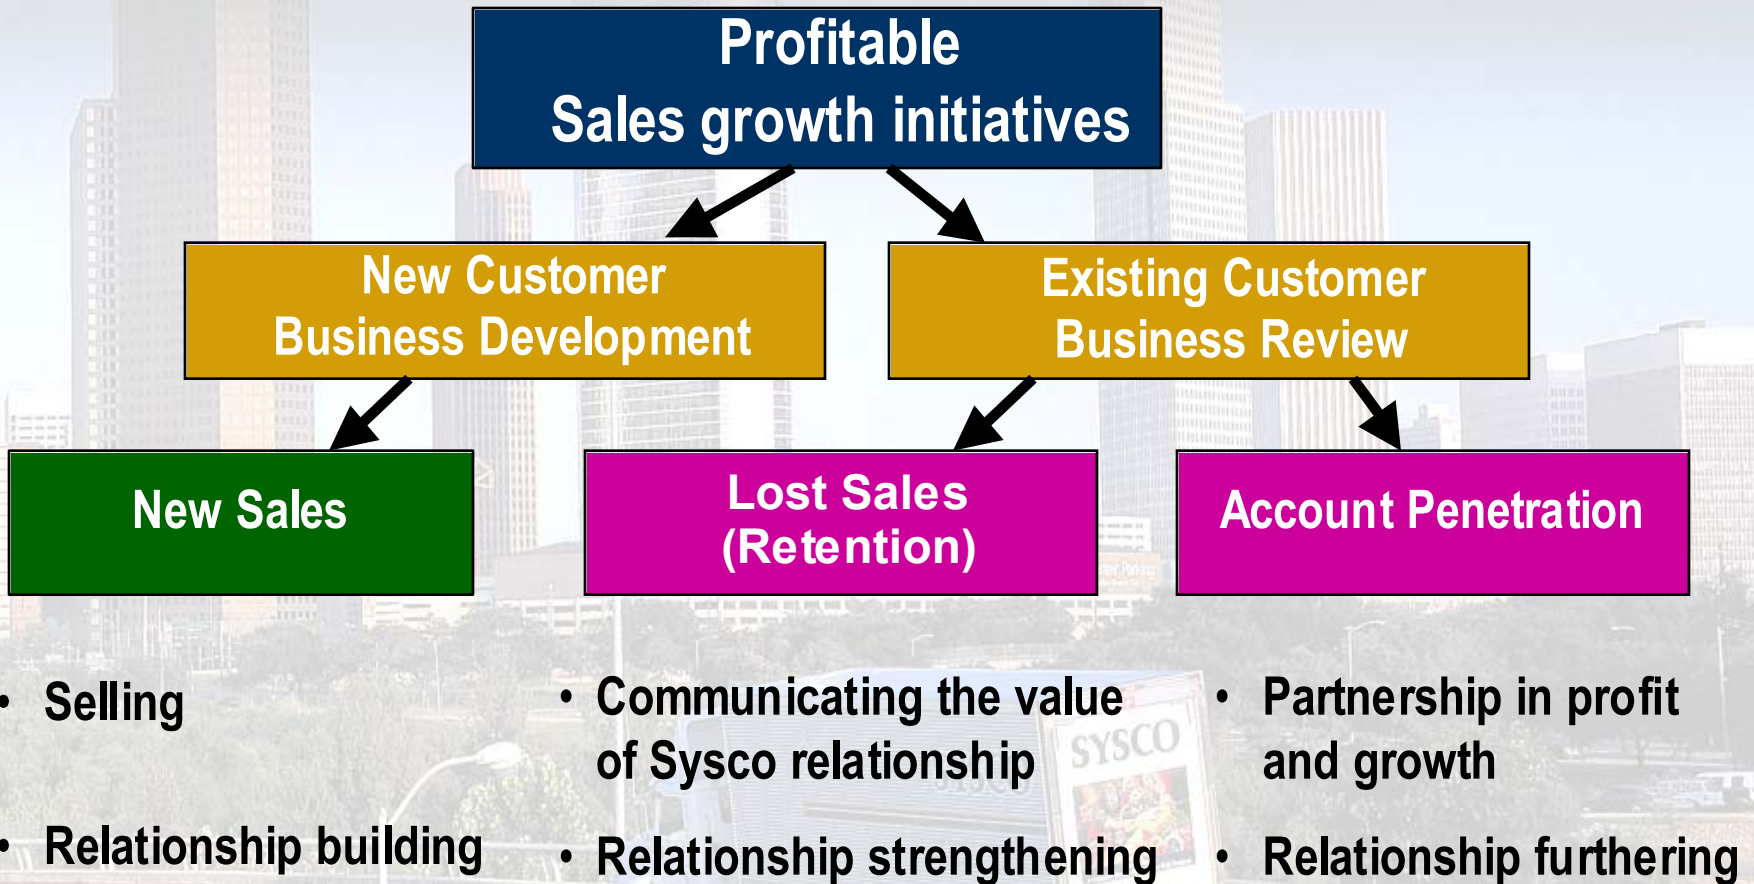 Profitable
Sales growth initiatives
New Customer
Business Development
Existing Customer
Business Review
New Sales
Lost Sales
(Retention)
Account Penetration
• Selling
• Relationship building
• Communicating the value
of Sysco relationship
• Relationship strengthening
• Partnership in profit
and growth
• Relationship furthering
SYSCO
SYSCO